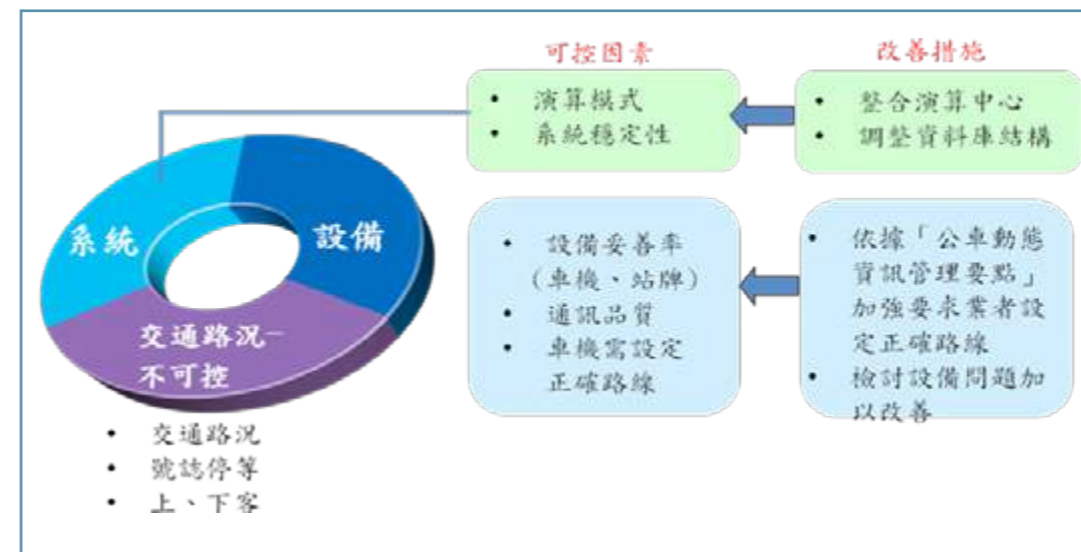 可控因素
改善措施
• 演算模式
• 系統穩定性
• 整合演算中心
• 調整資料庫結構
系統
設備
交通路況-
不可控
• 設備妥善率
(車機、站牌)
• 通訊品質
• 車機需設定
正確路線
• 依據「公車動態
資訊管理要點」
加強要求業者設
定正確路線
• 檢討設備問題加
以改善
• 交通路況
• 號誌停等
• 上、下客